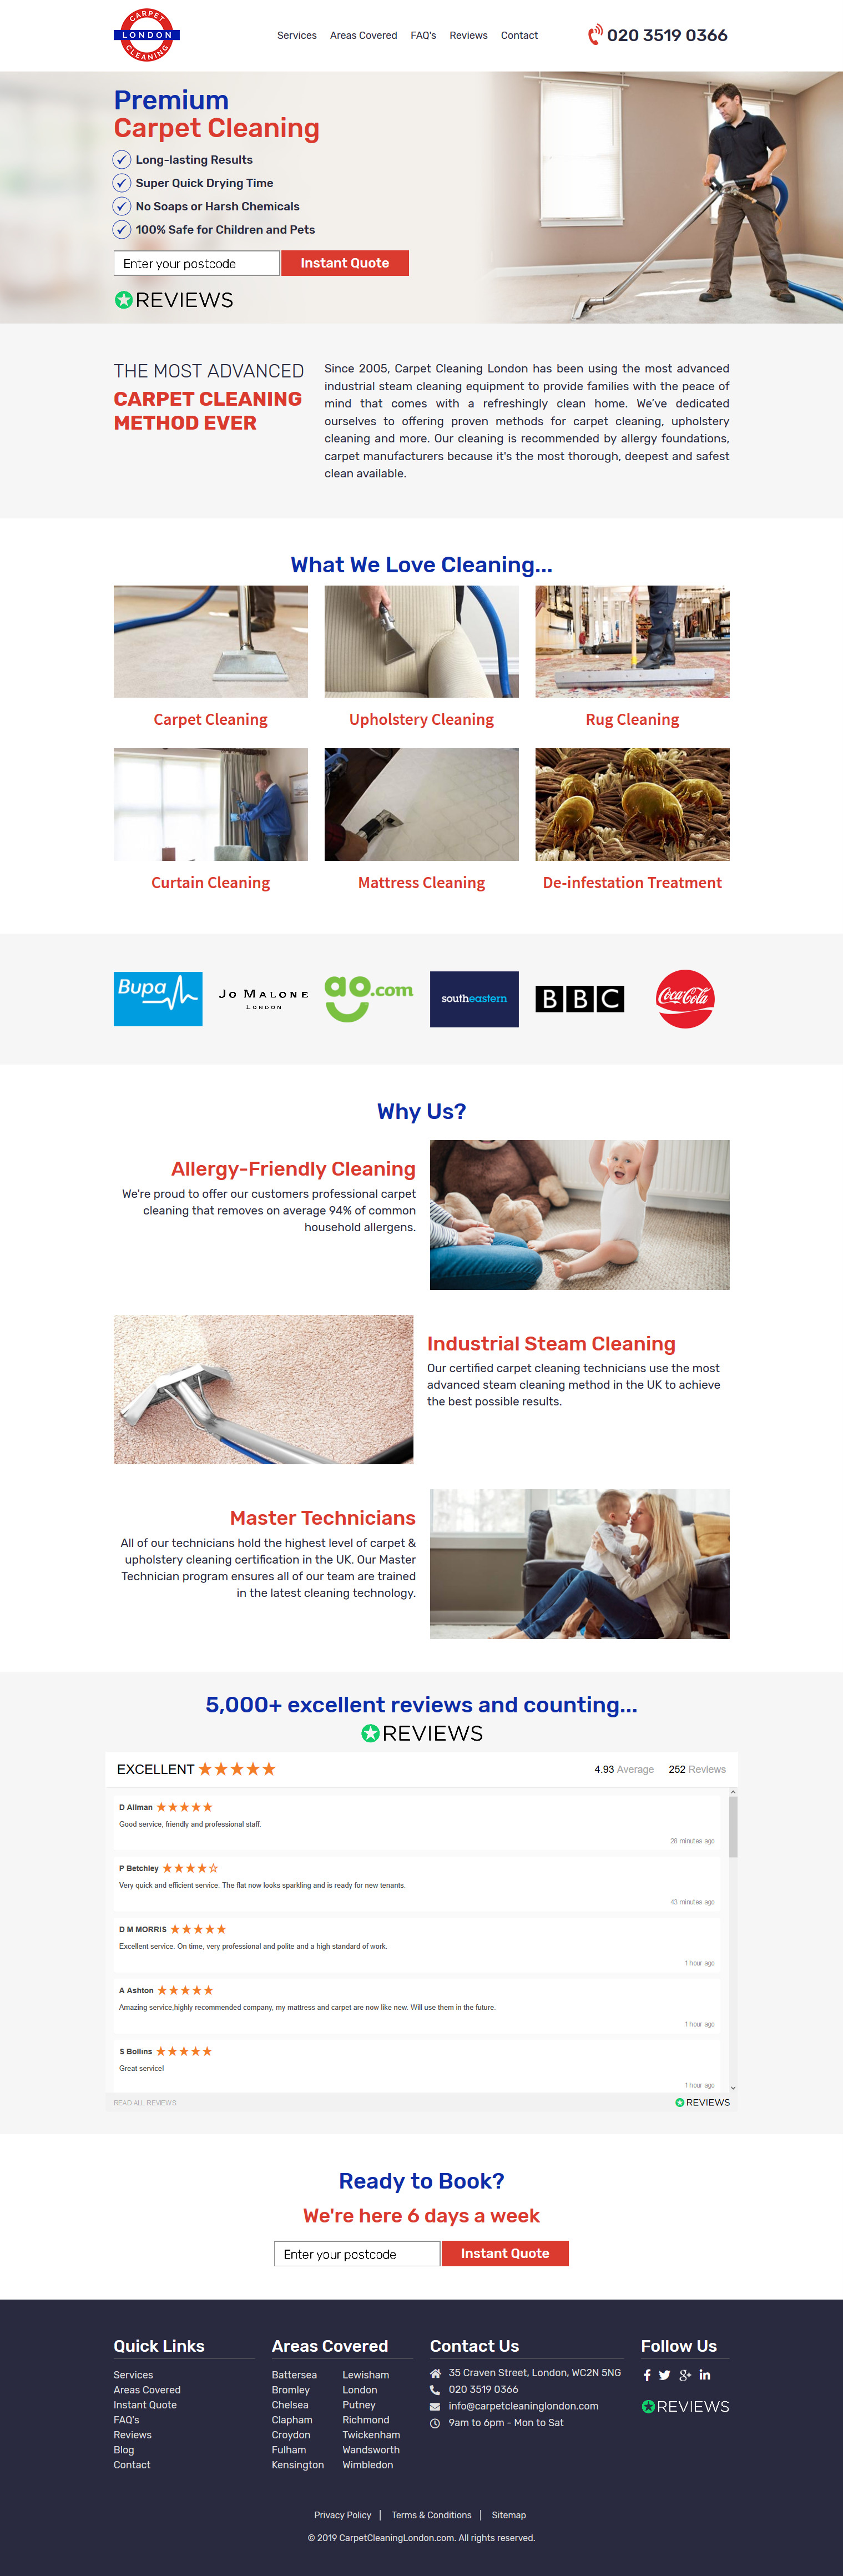 CARPET
LONDON
CLEANING
Services
Areas Covered
FAQ's
Reviews
Contact
020 3519 0366
Premium
Carpet Cleaning
Long-lasting Results
Super Quick Drying Time
No Soaps or Harsh Chemicals
100% Safe for Children and Pets
Enter your postcode
Instant Quote
REVIEWS
THE MOST ADVANCED
CARPET CLEANING
METHOD EVER
Since 2005, Carpet Cleaning London has been using the most advanced
industrial steam cleaning equipment to provide families with the peace of
mind that comes with a refreshingly clean home. We've dedicated
ourselves to offering proven methods for carpet cleaning, upholstery
cleaning and more. Our cleaning is recommended by allergy foundations,
carpet manufacturers because it's the most thorough, deepest and safest
clean available.
What We Love Cleaning...
Carpet Cleaning
Upholstery Cleaning
Rug Cleaning
Curtain Cleaning
Mattress Cleaning
De-infestation Treatment
Bupa
JO MALONE
LONDON
ao.com
southeastern
BBC
Coca-Cola
Why Us?
Allergy-Friendly Cleaning
We're proud to offer our customers professional carpet
cleaning that removes on average 94% of common
household allergens.
Industrial Steam Cleaning
Our certified carpet cleaning technicians use the most
advanced steam cleaning method in the UK to achieve
the best possible results.
Master Technicians
All of our technicians hold the highest level of carpet &
upholstery cleaning certification in the UK. Our Master
Technician program ensures all of our team are trained
in the latest cleaning technology.
5,000+ excellent reviews and counting...
REVIEWS
EXCELLENT
4.93 Average 252 Reviews
D Allman
Good service, friendly and professional staff.
28 minutes ago
P Betchley
Very quick and efficient service. The flat now looks sparkling and is ready for new tenants.
43 minutes ago
D M MORRIS
Excellent service. On time, very professional and polite and a high standard of work.
1 hour ago
A Ashton
Amazing service,highly recommended company, my mattress and carpet are now like new. Will use them in the future.
1 hour ago
S Bollins
Great service!
1 hour ago
READ ALL REVIEWS
REVIEWS
Ready to Book?
We're here 6 days a week
Enter your postcode
Instant Quote
Quick Links
Services
Areas Covered
Instant Quote
FAQ's
Reviews
Blog
Contact
Areas Covered
Battersea
Bromley
Chelsea
Clapham
Croydon
Fulham
Kensington
Lewisham
London
Putney
Richmond
Twickenham
Wandsworth
Wimbledon
Contact Us
35 Craven Street, London, WC2N 5NG
020 3519 0366
info@carpetcleaninglondon.com
9am to 6pm - Mon to Sat
Follow Us
REVIEWS
Privacy Policy | Terms & Conditions | Sitemap
© 2019 CarpetCleaningLondon.com. All rights reserved.